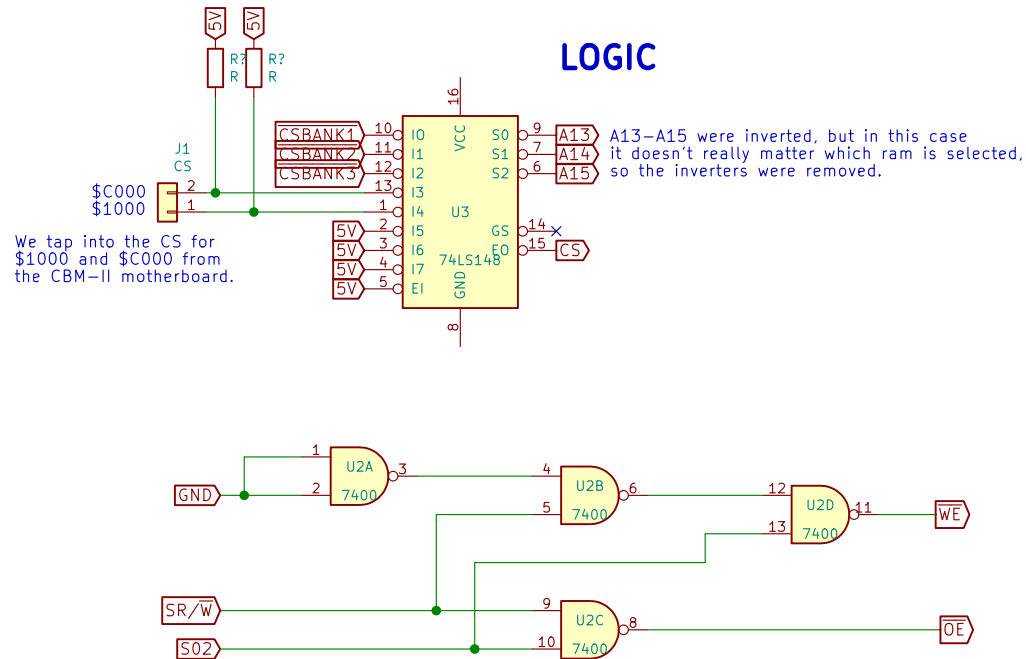 5V
5V
R?
R
R?
R
LOGIC
16
VCC
CSBANK1
10
I0
S0
9
A13
CSBANK2
11
I1
S1
7
A14
CSBANK3
12
I2
S2
6
A15
A13-A15 were inverted, but in this case
it doesn't really matter which ram is selected,
so the inverters were removed.
J1
CS
$C000
2
$1000
1
13
I3
1
I4
U3
5V
2
I5
GS
14
5V
3
I6
EO
15
CS
74LS148
5V
4
I7
5V
5
EI
GND
8
We tap into the CS for
$1000 and $C000 from
the CBM-II motherboard.
1
U2A
3
GND
2
7400
4
U2B
6
5
7400
12
U2D
11
13
7400
WE
SR/W
9
U2C
8
S02
10
7400
OE